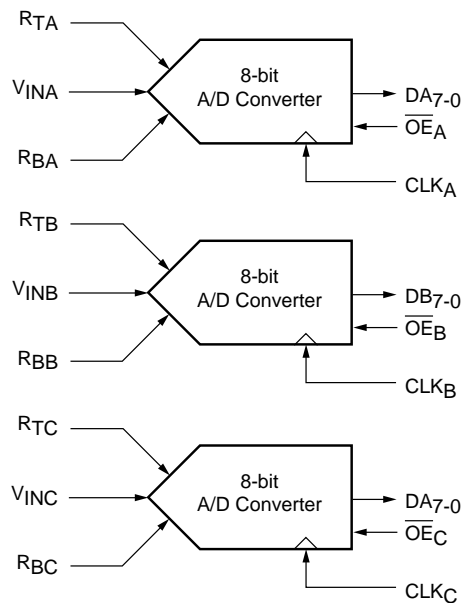 RTA
8-bit
A/D Converter
VINA
DA7-0
OEA
RBA
CLKA
RTB
8-bit
A/D Converter
VINB
DB7-0
OEB
RBB
CLKB
RTC
8-bit
A/D Converter
VINC
DA7-0
OEC
RBC
CLKC